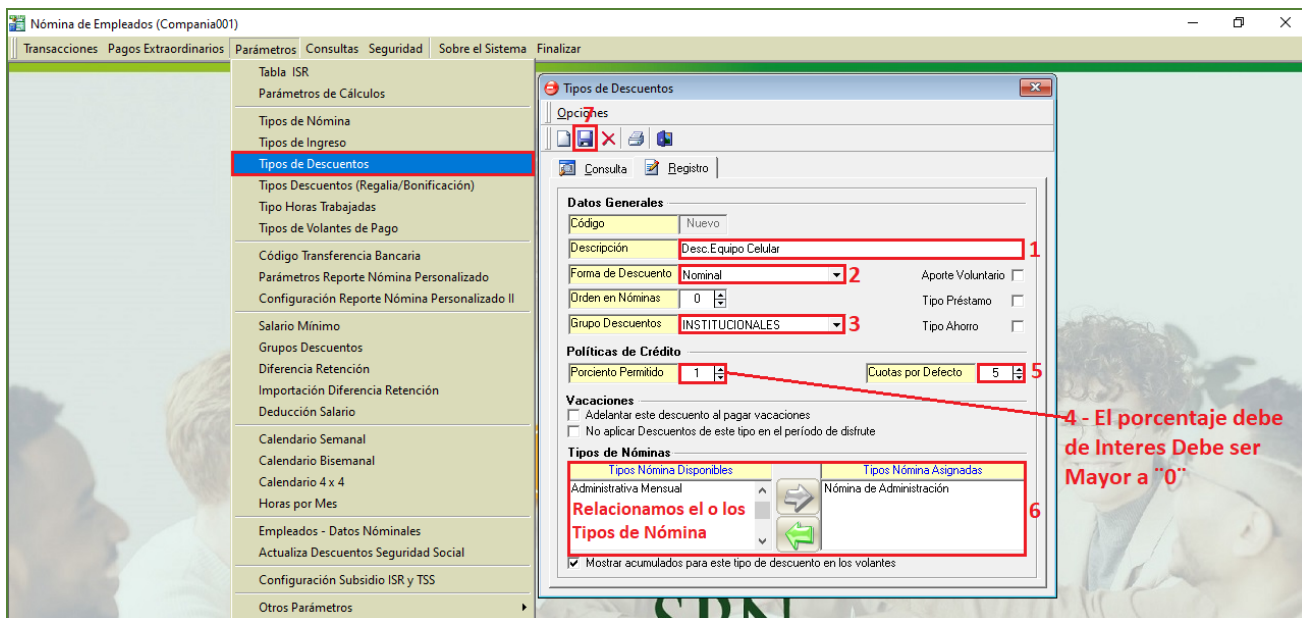 Nómina de Empleados (Compania001)
Transacciones Pagos Extraordinarios Parámetros Consultas Seguridad Sobre el Sistema Finalizar
Tabla ISR
Parámetros de Cálculos
Tipos de Nómina
Tipos de Ingreso
Tipos de Descuentos
Tipos Descuentos (Regalia/Bonificación)
Tipo Horas Trabajadas
Tipos de Volantes de Pago
Código Transferencia Bancaria
Parámetros Reporte Nómina Personalizado
Configuración Reporte Nómina Personalizado II
Salario Mínimo
Grupos Descuentos
Diferencia Retención
Importación Diferencia Retención
Deducción Salario
Calendario Semanal
Calendario Bisemanal
Calendario 4 x 4
Horas por Mes
Empleados - Datos Nóminales
Actualiza Descuentos Seguridad Social
Configuración Subsidio ISR y TSS
Otros Parámetros
Tipos de Descuentos
Opciones
7
Consulta Registro
Datos Generales
Código Nuevo
Descripción Desc.Equipo Celular 1
Forma de Descuento Nominal 2 Aporte Voluntario
Orden en Nóminas 0 Tipo Préstamo
Grupo Descuentos INSTITUCIONALES 3 Tipo Ahorro
Políticas de Crédito
Porciento Permitido 1 Cuotas por Defecto 5 5
Vacaciones
Adelantar este descuento al pagar vacaciones
No aplicar Descuentos de este tipo en el período de disfrute
Tipos de Nóminas
Tipos Nómina Disponibles Tipos Nómina Asignadas
Administrativa Mensual Nómina de Administración
Relacionamos el o los
Tipos de Nómina
6
Mostrar acumulados para este tipo de descuento en los volantes
4 - El porcentaje debe
de Interes Debe ser
Mayor a ¨0¨